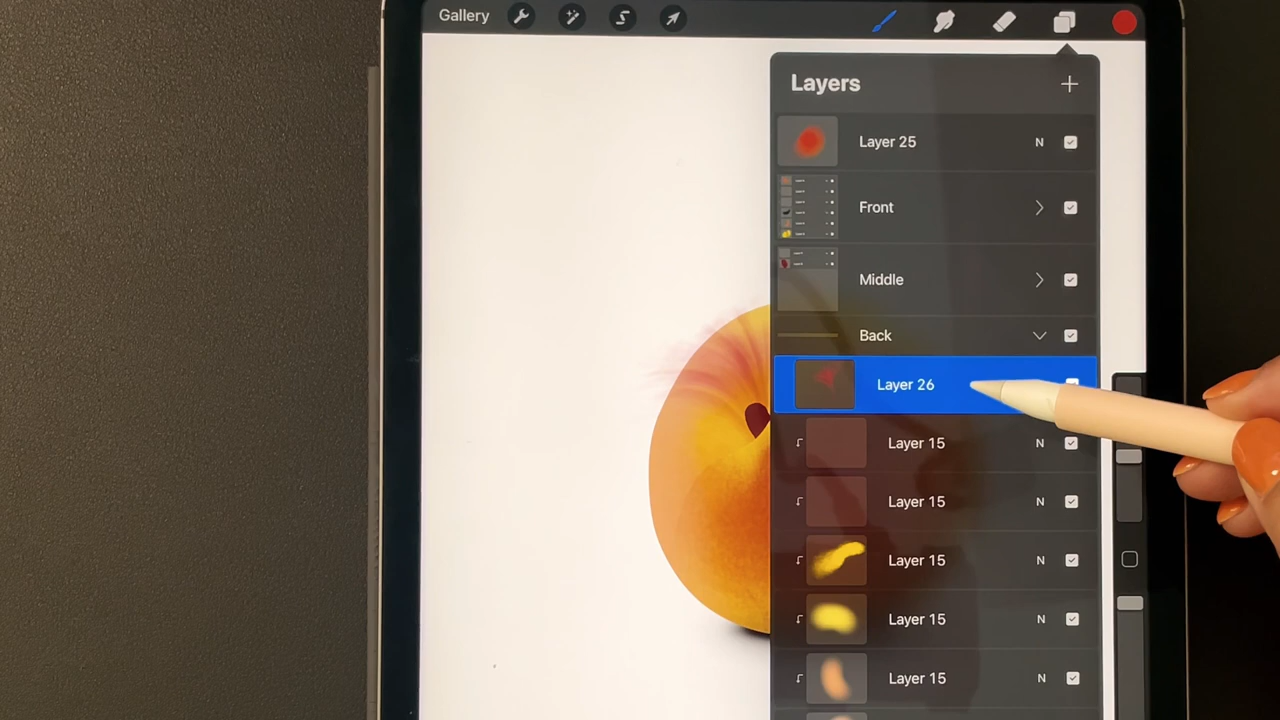 Gallery
Layers
Layer 25 N
Front
Middle
Back
Layer 26
Layer 15 N
Layer 15 N
Layer 15 N
Layer 15 N
Layer 15 N